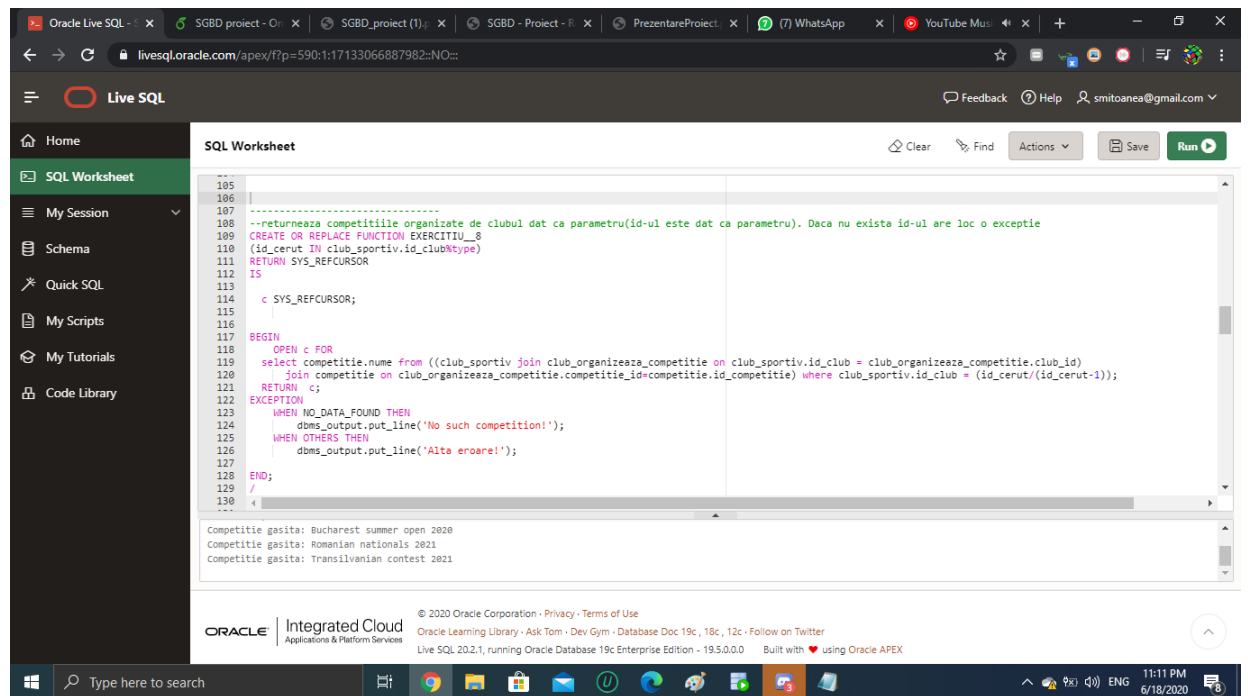 Oracle Live SQL - S
SGBD proiect - On
SGBD_proiect (1).p
SGBD - Proiect - R
PrezentareProiect.
(7) WhatsApp
YouTube Musi
livesql.oracle.com/apex/f?p=590:1:17133066887982::NO:::
Live SQL
Feedback
Help
smitoanea@gmail.com
Home
SQL Worksheet
My Session
Schema
Quick SQL
My Scripts
My Tutorials
Code Library
SQL Worksheet
Clear
Find
Actions
Save
Run
105
106
107 --------------------------------
108 --returneaza competitiile organizate de clubul dat ca parametru(id-ul este dat ca parametru). Daca nu exista id-ul are loc o exceptie
109 CREATE OR REPLACE FUNCTION EXERCITIU__8
110 (id_cerut IN club_sportiv.id_club%type)
111 RETURN SYS_REFCURSOR
112 IS
113
114 c SYS_REFCURSOR;
115
116
117 BEGIN
118 OPEN c FOR
119 select competitie.nume from ((club_sportiv join club_organizeaza_competitie on club_sportiv.id_club = club_organizeaza_competitie.club_id)
120 join competitie on club_organizeaza_competitie.competitie_id=competitie.id_competitie) where club_sportiv.id_club = (id_cerut/(id_cerut-1));
121 RETURN c;
122 EXCEPTION
123 WHEN NO_DATA_FOUND THEN
124 dbms_output.put_line('No such competition!');
125 WHEN OTHERS THEN
126 dbms_output.put_line('Alta eroare!');
127
128 END;
129 /
130
Competitie gasita: Bucharest summer open 2020
Competitie gasita: Romanian nationals 2021
Competitie gasita: Transilvanian contest 2021
ORACLE
Integrated Cloud
Applications & Platform Services
© 2020 Oracle Corporation · Privacy · Terms of Use
Oracle Learning Library · Ask Tom · Dev Gym · Database Doc 19c, 18c, 12c · Follow on Twitter
Live SQL 20.2.1, running Oracle Database 19c Enterprise Edition - 19.5.0.0.0 Built with ❤ using Oracle APEX
Type here to search
ENG
11:11 PM
6/18/2020
8